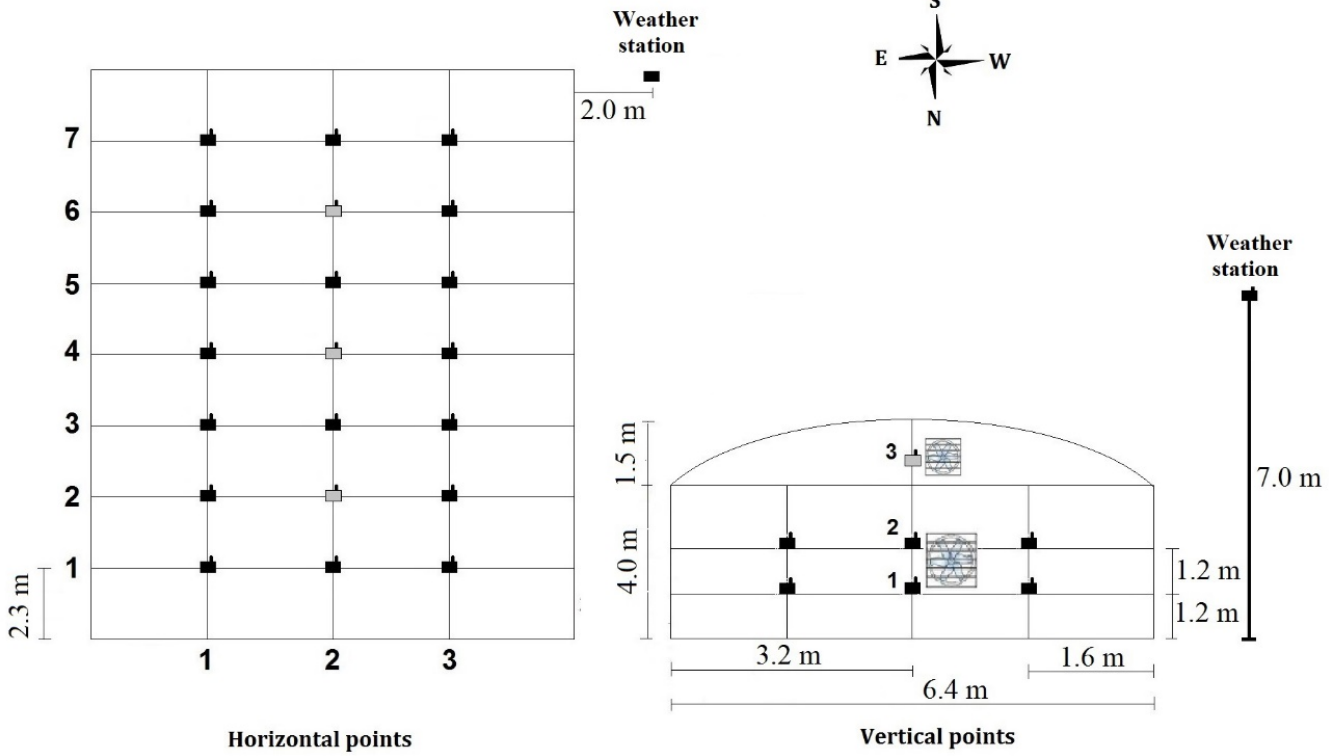 Weather
station
2.0 m
S
E
W
N
7
6
5
4
3
2
1
2.3 m
1
2
3
Horizontal points
Weather
station
7.0 m
1.5 m
4.0 m
3
2
1
1.2 m
1.2 m
3.2 m
1.6 m
6.4 m
Vertical points